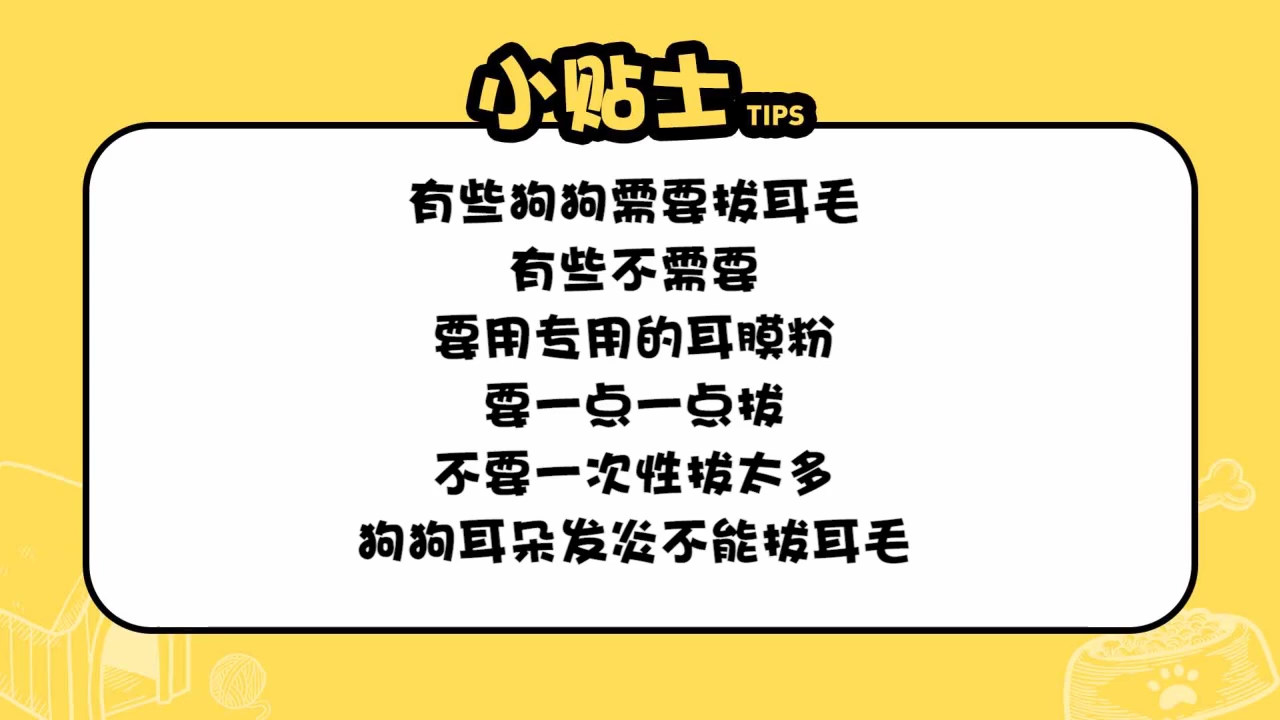 小贴士 TIPS
有些狗狗需要拔耳毛
有些不需要
要用专用的耳膜粉
要一点一点拔
不要一次性拔太多
狗狗耳朵发炎不能拔耳毛